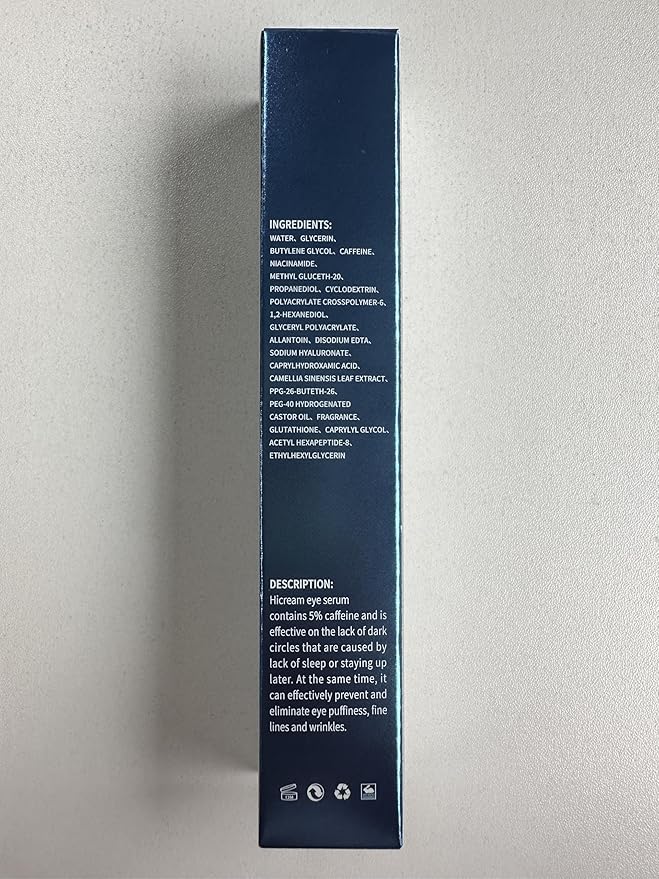 INGREDIENTS:
WATER、GLYCERIN、
BUTYLENE GLYCOL、CAFFEINE、
NIACINAMIDE、
METHYL GLUCETH-20、
PROPANEDIOL、CYCLODEXTRIN、
POLYACRYLATE CROSSPOLYMER-6、
1,2-HEXANEDIOL、
GLYCERYL POLYACRYLATE、
ALLANTOIN、DISODIUM EDTA、
SODIUM HYALURONATE、
CAPRYLHYDROXAMIC ACID、
CAMELLIA SINENSIS LEAF EXTRACT、
PPG-26-BUTETH-26、
PEG-40 HYDROGENATED
CASTOR OIL、FRAGRANCE、
GLUTATHIONE、CAPRYLYL GLYCOL、
ACETYL HEXAPEPTIDE-8、
ETHYLHEXYLGLYCERIN
DESCRIPTION:
Hicream eye serum
contains 5% caffeine and is
effective on the lack of dark
circles that are caused by
lack of sleep or staying up
later. At the same time, it
can effectively prevent and
eliminate eye puffiness, fine
lines and wrinkles.
12M